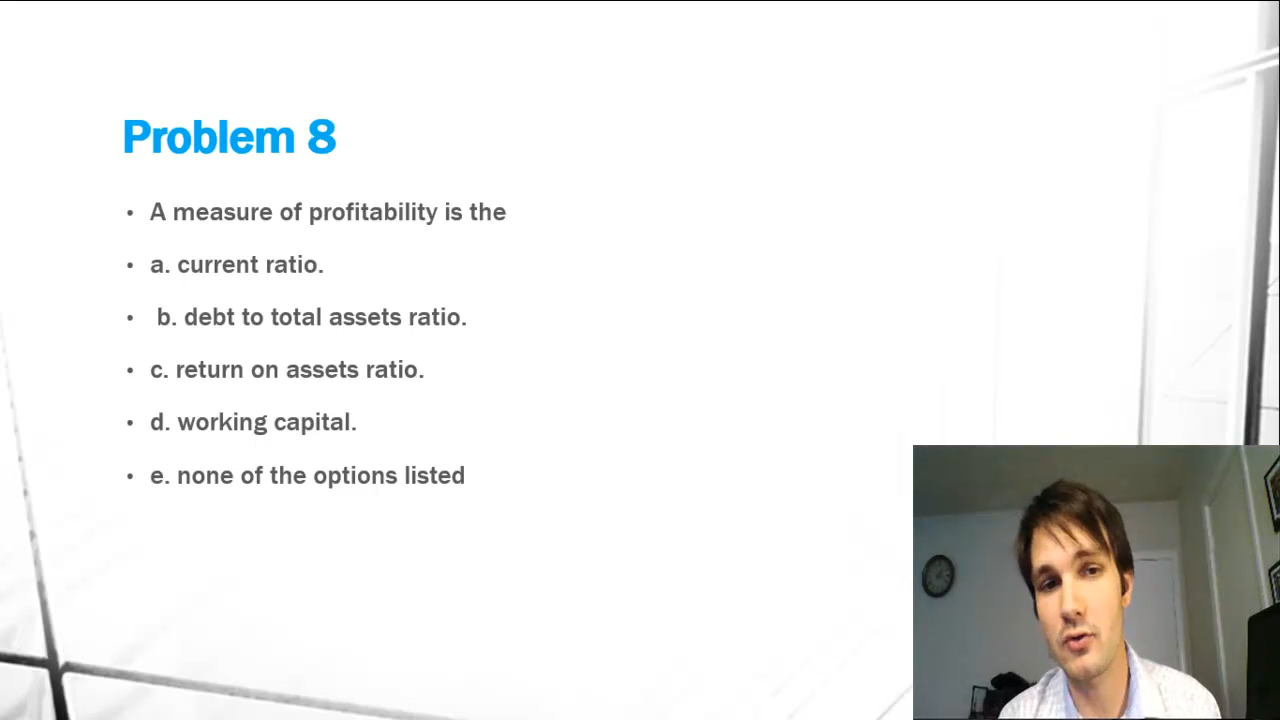 Problem 8
• A measure of profitability is the
• a. current ratio.
• b. debt to total assets ratio.
• c. return on assets ratio.
• d. working capital.
• e. none of the options listed